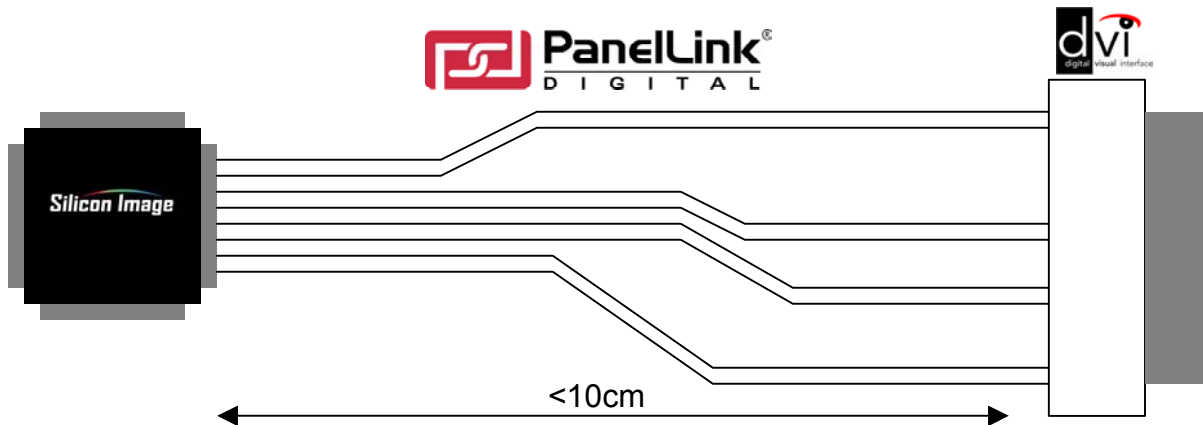 PanelLink®
DIGITAL
dvi
digital visual interface
Silicon Image
<10cm